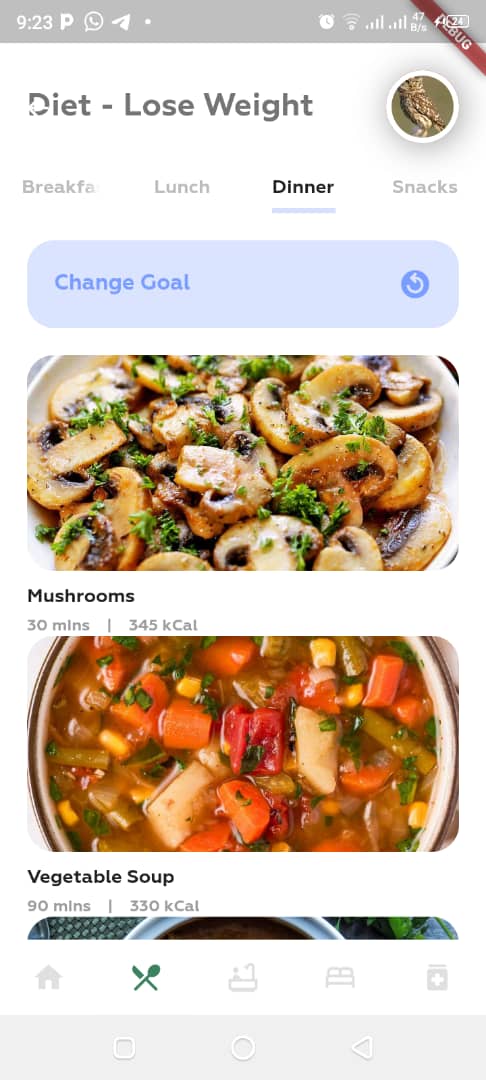 9:23
47
B/s
24
DEBUG
Diet - Lose Weight
Breakfa
Lunch
Dinner
Snacks
Change Goal
Mushrooms
30 mins | 345 kCal
Vegetable Soup
90 mins | 330 kCal